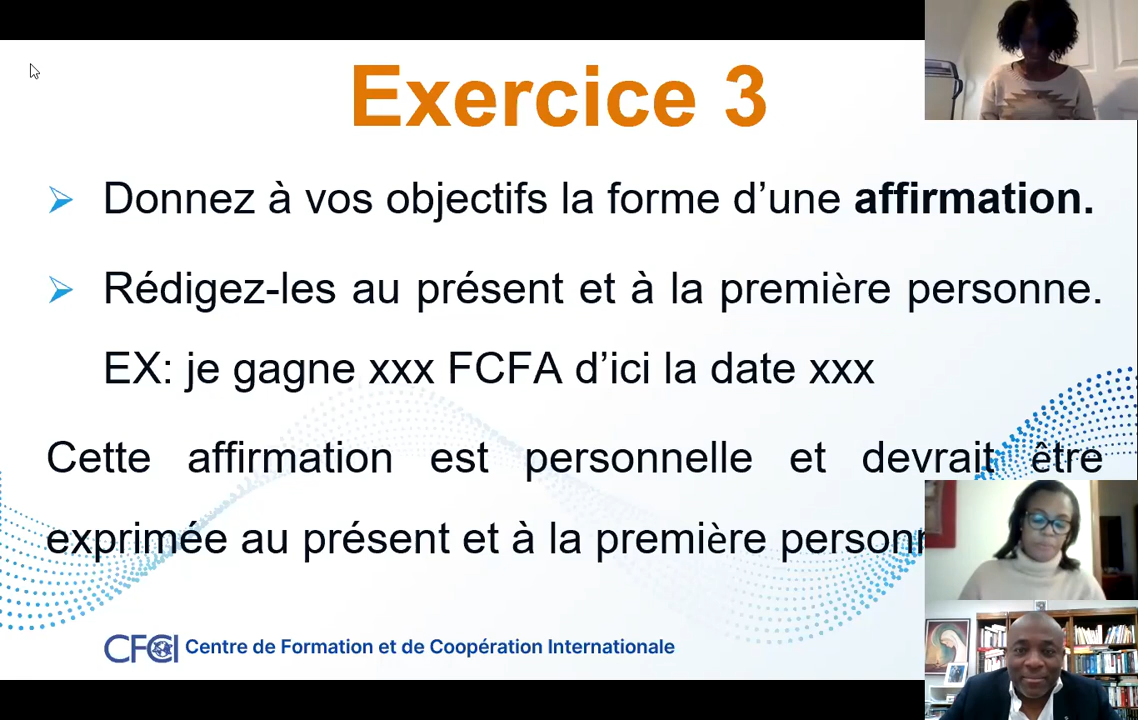 Exercice 3
Donnez à vos objectifs la forme d’une affirmation.
Rédigez-les au présent et à la première personne.
EX: je gagne xxx FCFA d’ici la date xxx
Cette affirmation est personnelle et devrait être
exprimée au présent et à la première
CFCI Centre de Formation et de Coopération Internationale